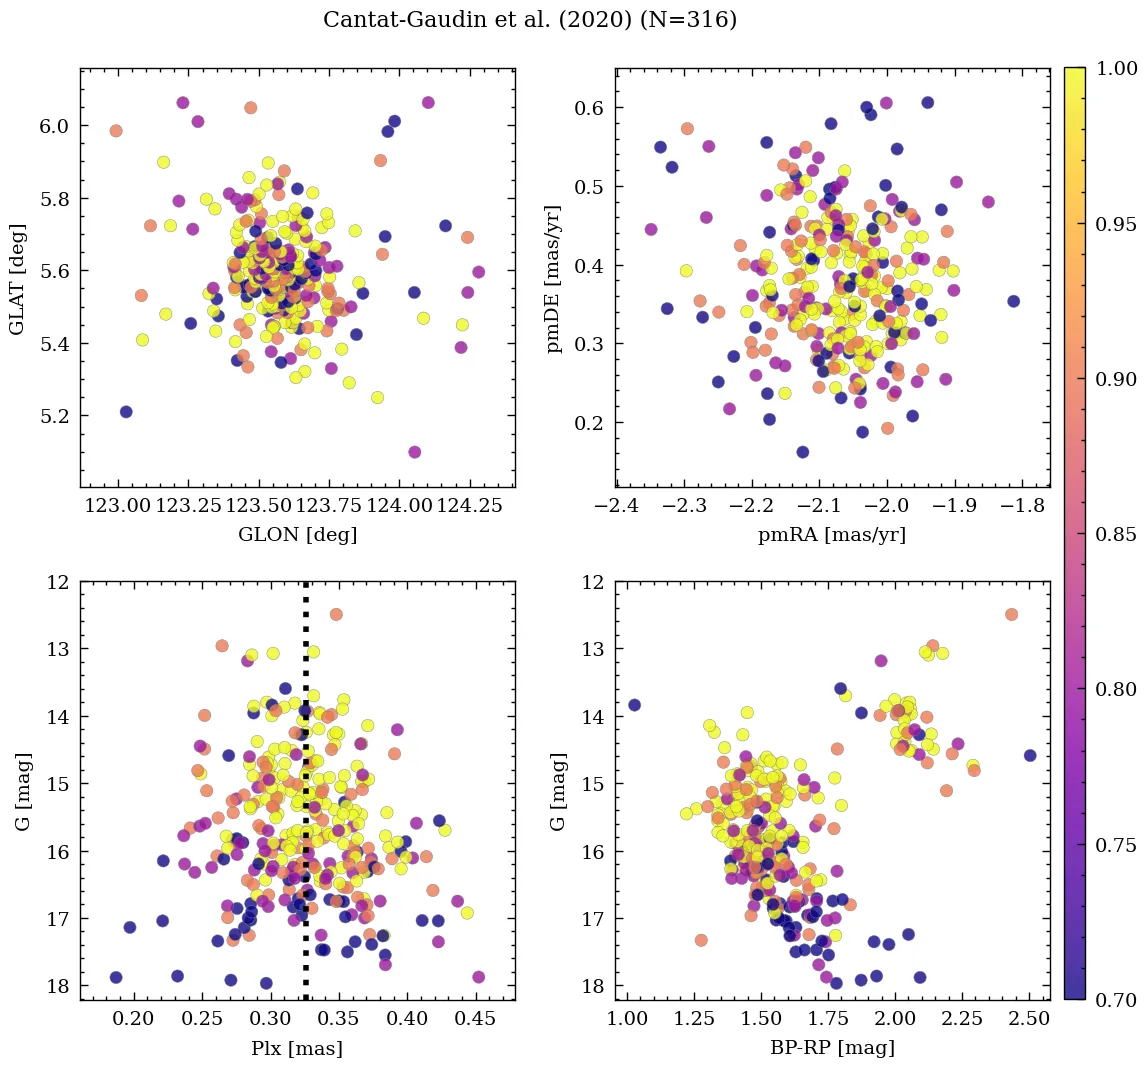 Cantat-Gaudin et al. (2020) (N=316)
6.0
5.8
5.6
5.4
5.2
GLAT [deg]
123.00 123.25 123.50 123.75 124.00 124.25
GLON [deg]
0.6
0.5
0.4
0.3
0.2
pmDE [mas/yr]
−2.4 −2.3 −2.2 −2.1 −2.0 −1.9 −1.8
pmRA [mas/yr]
1.00
0.95
0.90
0.85
0.80
0.75
0.70
12
13
14
15
16
17
18
G [mag]
0.20 0.25 0.30 0.35 0.40 0.45
Plx [mas]
12
13
14
15
16
17
18
G [mag]
1.00 1.25 1.50 1.75 2.00 2.25 2.50
BP-RP [mag]